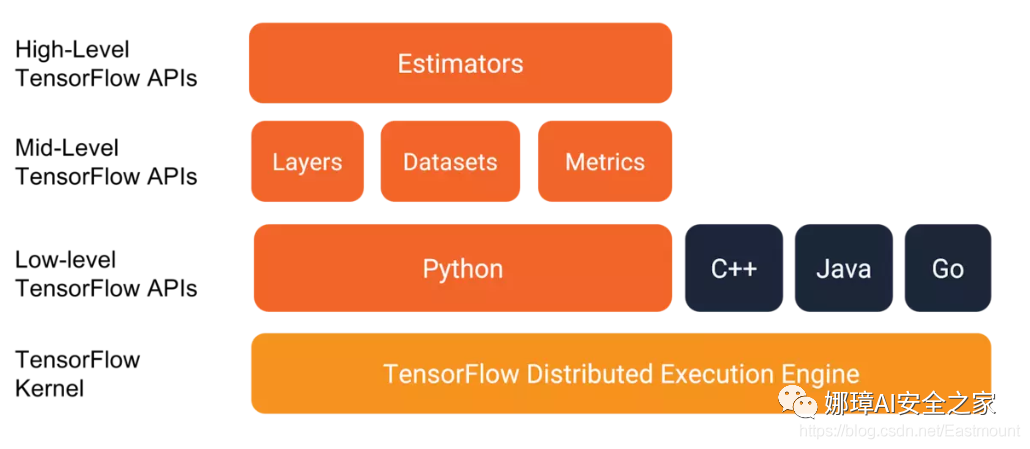 High-Level
TensorFlow APIs
Estimators
Mid-Level
TensorFlow APIs
Layers
Datasets
Metrics
Low-level
TensorFlow APIs
Python
C++
Java
Go
TensorFlow
Kernel
TensorFlow Distributed Execution Engine
娜璋AI安全之家
https://blog.csdn.net/Eastmount